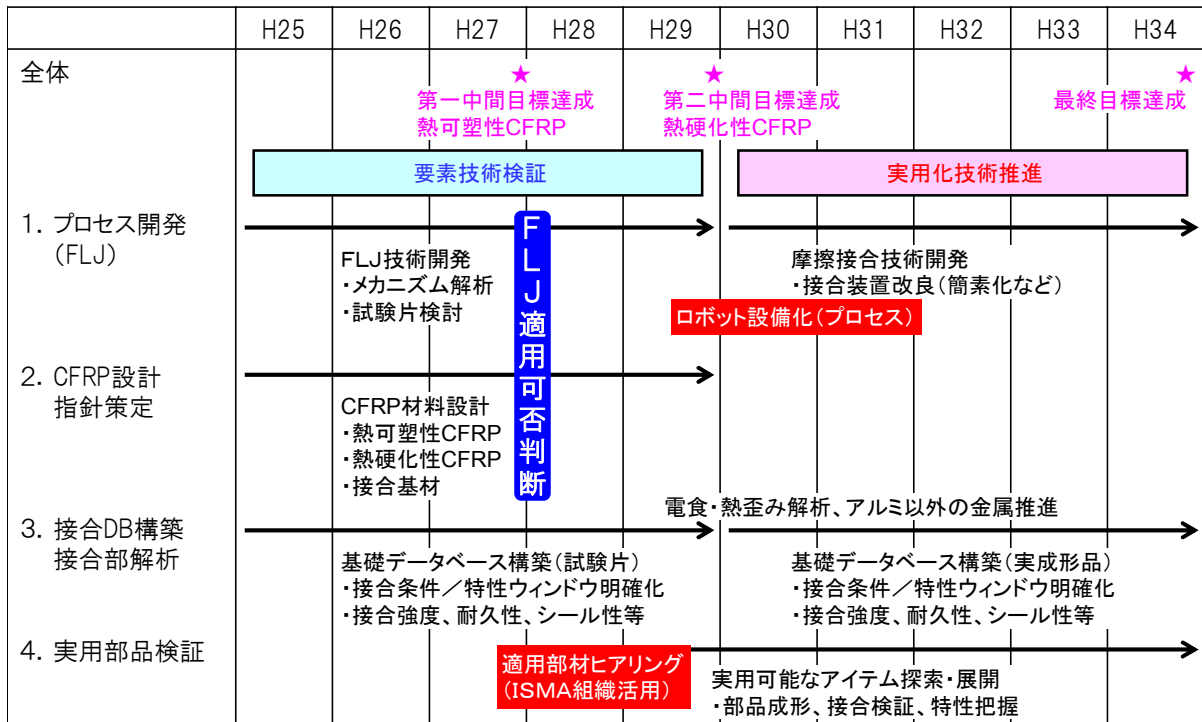 H25 H26 H27 H28 H29 H30 H31 H32 H33 H34
全体
★ ★ ★
第一中間目標達成 第二中間目標達成 最終目標達成
熱可塑性CFRP 熱硬化性CFRP
要素技術検証 実用化技術推進
1. プロセス開発
(FLJ)
FLJ技術開発
・メカニズム解析
・試験片検討
FLJ適用可否判断
摩擦接合技術開発
・接合装置改良(簡素化など)
ロボット設備化(プロセス)
2. CFRP設計
指針策定
CFRP材料設計
・熱可塑性CFRP
・熱硬化性CFRP
・接合基材
3. 接合DB構築
接合部解析
電食・熱歪み解析、アルミ以外の金属推進
基礎データベース構築(試験片)
・接合条件/特性ウィンドウ明確化
・接合強度、耐久性、シール性等
基礎データベース構築(実成形品)
・接合条件/特性ウィンドウ明確化
・接合強度、耐久性、シール性等
4. 実用部品検証
適用部材ヒアリング
(ISMA組織活用)
実用可能なアイテム探索・展開
・部品成形、接合検証、特性把握